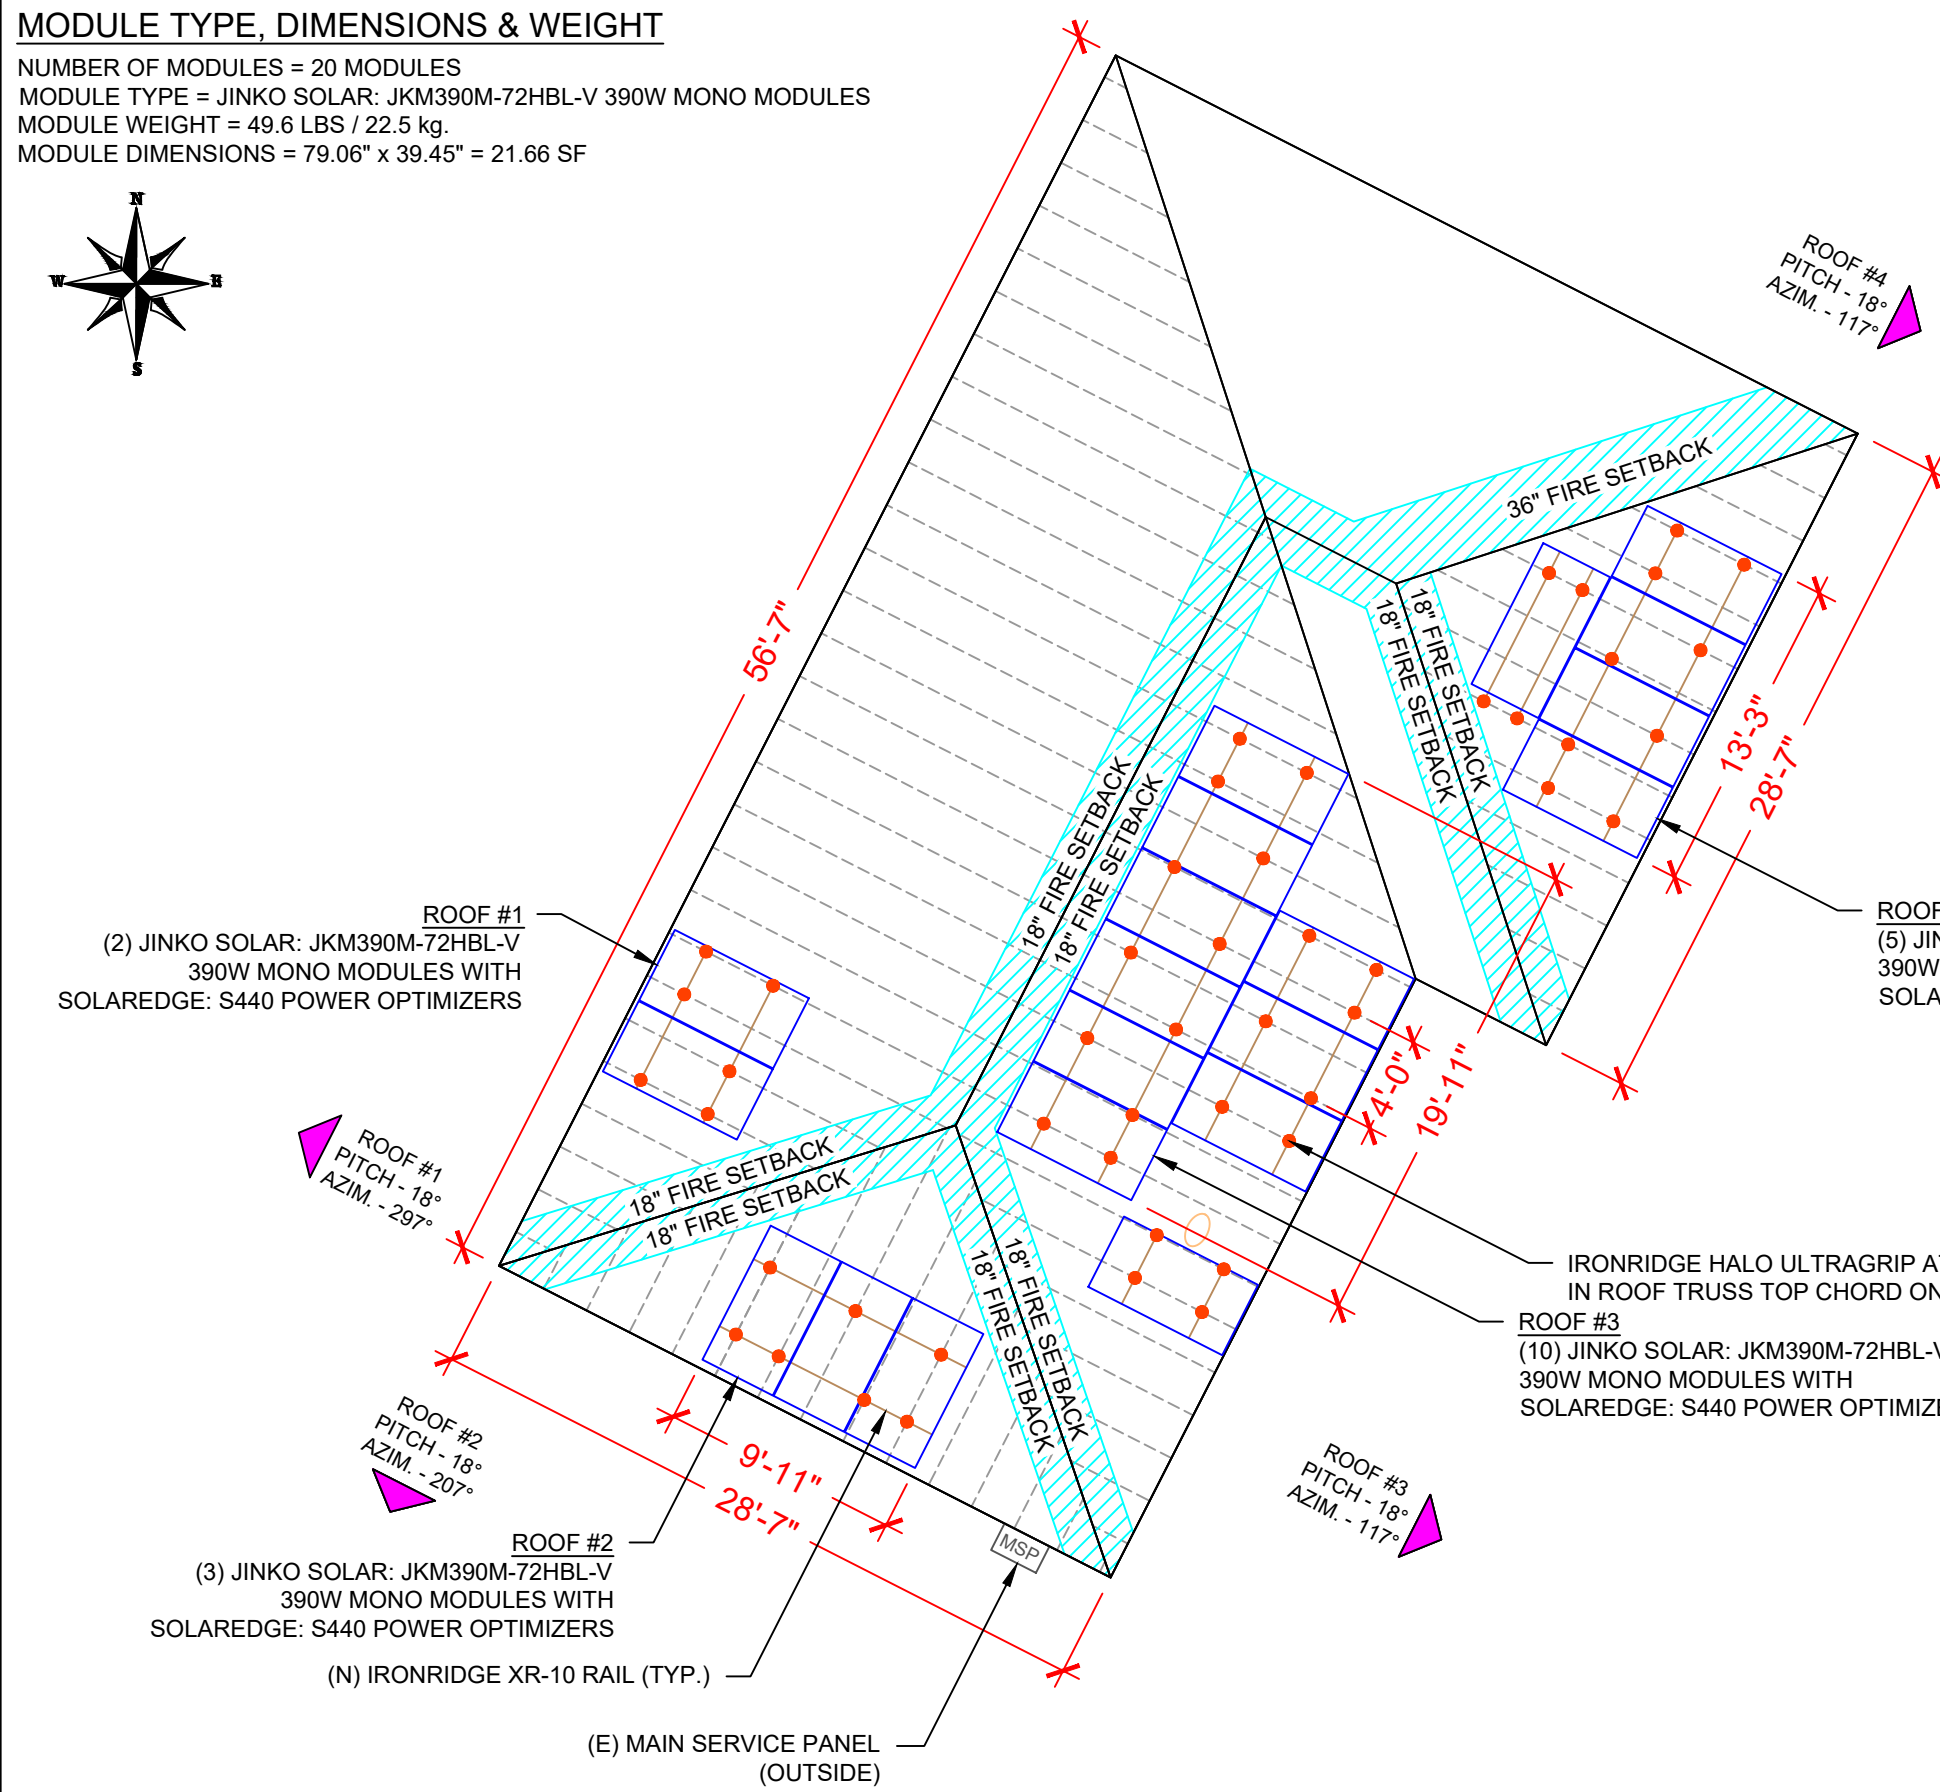 MODULE TYPE, DIMENSIONS & WEIGHT
NUMBER OF MODULES = 20 MODULES
MODULE TYPE = JINKO SOLAR: JKM390M-72HBL-V 390W MONO MODULES
MODULE WEIGHT = 49.6 LBS / 22.5 kg.
MODULE DIMENSIONS = 79.06" x 39.45" = 21.66 SF
N
W
E
S
ROOF #4
PITCH - 18°
AZIM. - 117°
36" FIRE SETBACK
18" FIRE SETBACK
18" FIRE SETBACK
56'-7"
13'-3"
28'-7"
18" FIRE SETBACK
18" FIRE SETBACK
ROOF #1
(2) JINKO SOLAR: JKM390M-72HBL-V
390W MONO MODULES WITH
SOLAREDGE: S440 POWER OPTIMIZERS
ROOF
(5) JIN
390W
SOLA
4'-0"
19'-11"
ROOF #1
PITCH - 18°
AZIM. - 297°
18" FIRE SETBACK
18" FIRE SETBACK
18" FIRE SETBACK
18" FIRE SETBACK
IRONRIDGE HALO ULTRAGRIP A
IN ROOF TRUSS TOP CHORD ON
ROOF #3
(10) JINKO SOLAR: JKM390M-72HBL-V
390W MONO MODULES WITH
SOLAREDGE: S440 POWER OPTIMIZE
ROOF #2
PITCH - 18°
AZIM. - 207°
9'-11"
28'-7"
ROOF #3
PITCH - 18°
AZIM. - 117°
MSP
ROOF #2
(3) JINKO SOLAR: JKM390M-72HBL-V
390W MONO MODULES WITH
SOLAREDGE: S440 POWER OPTIMIZERS
(N) IRONRIDGE XR-10 RAIL (TYP.)
(E) MAIN SERVICE PANEL
(OUTSIDE)